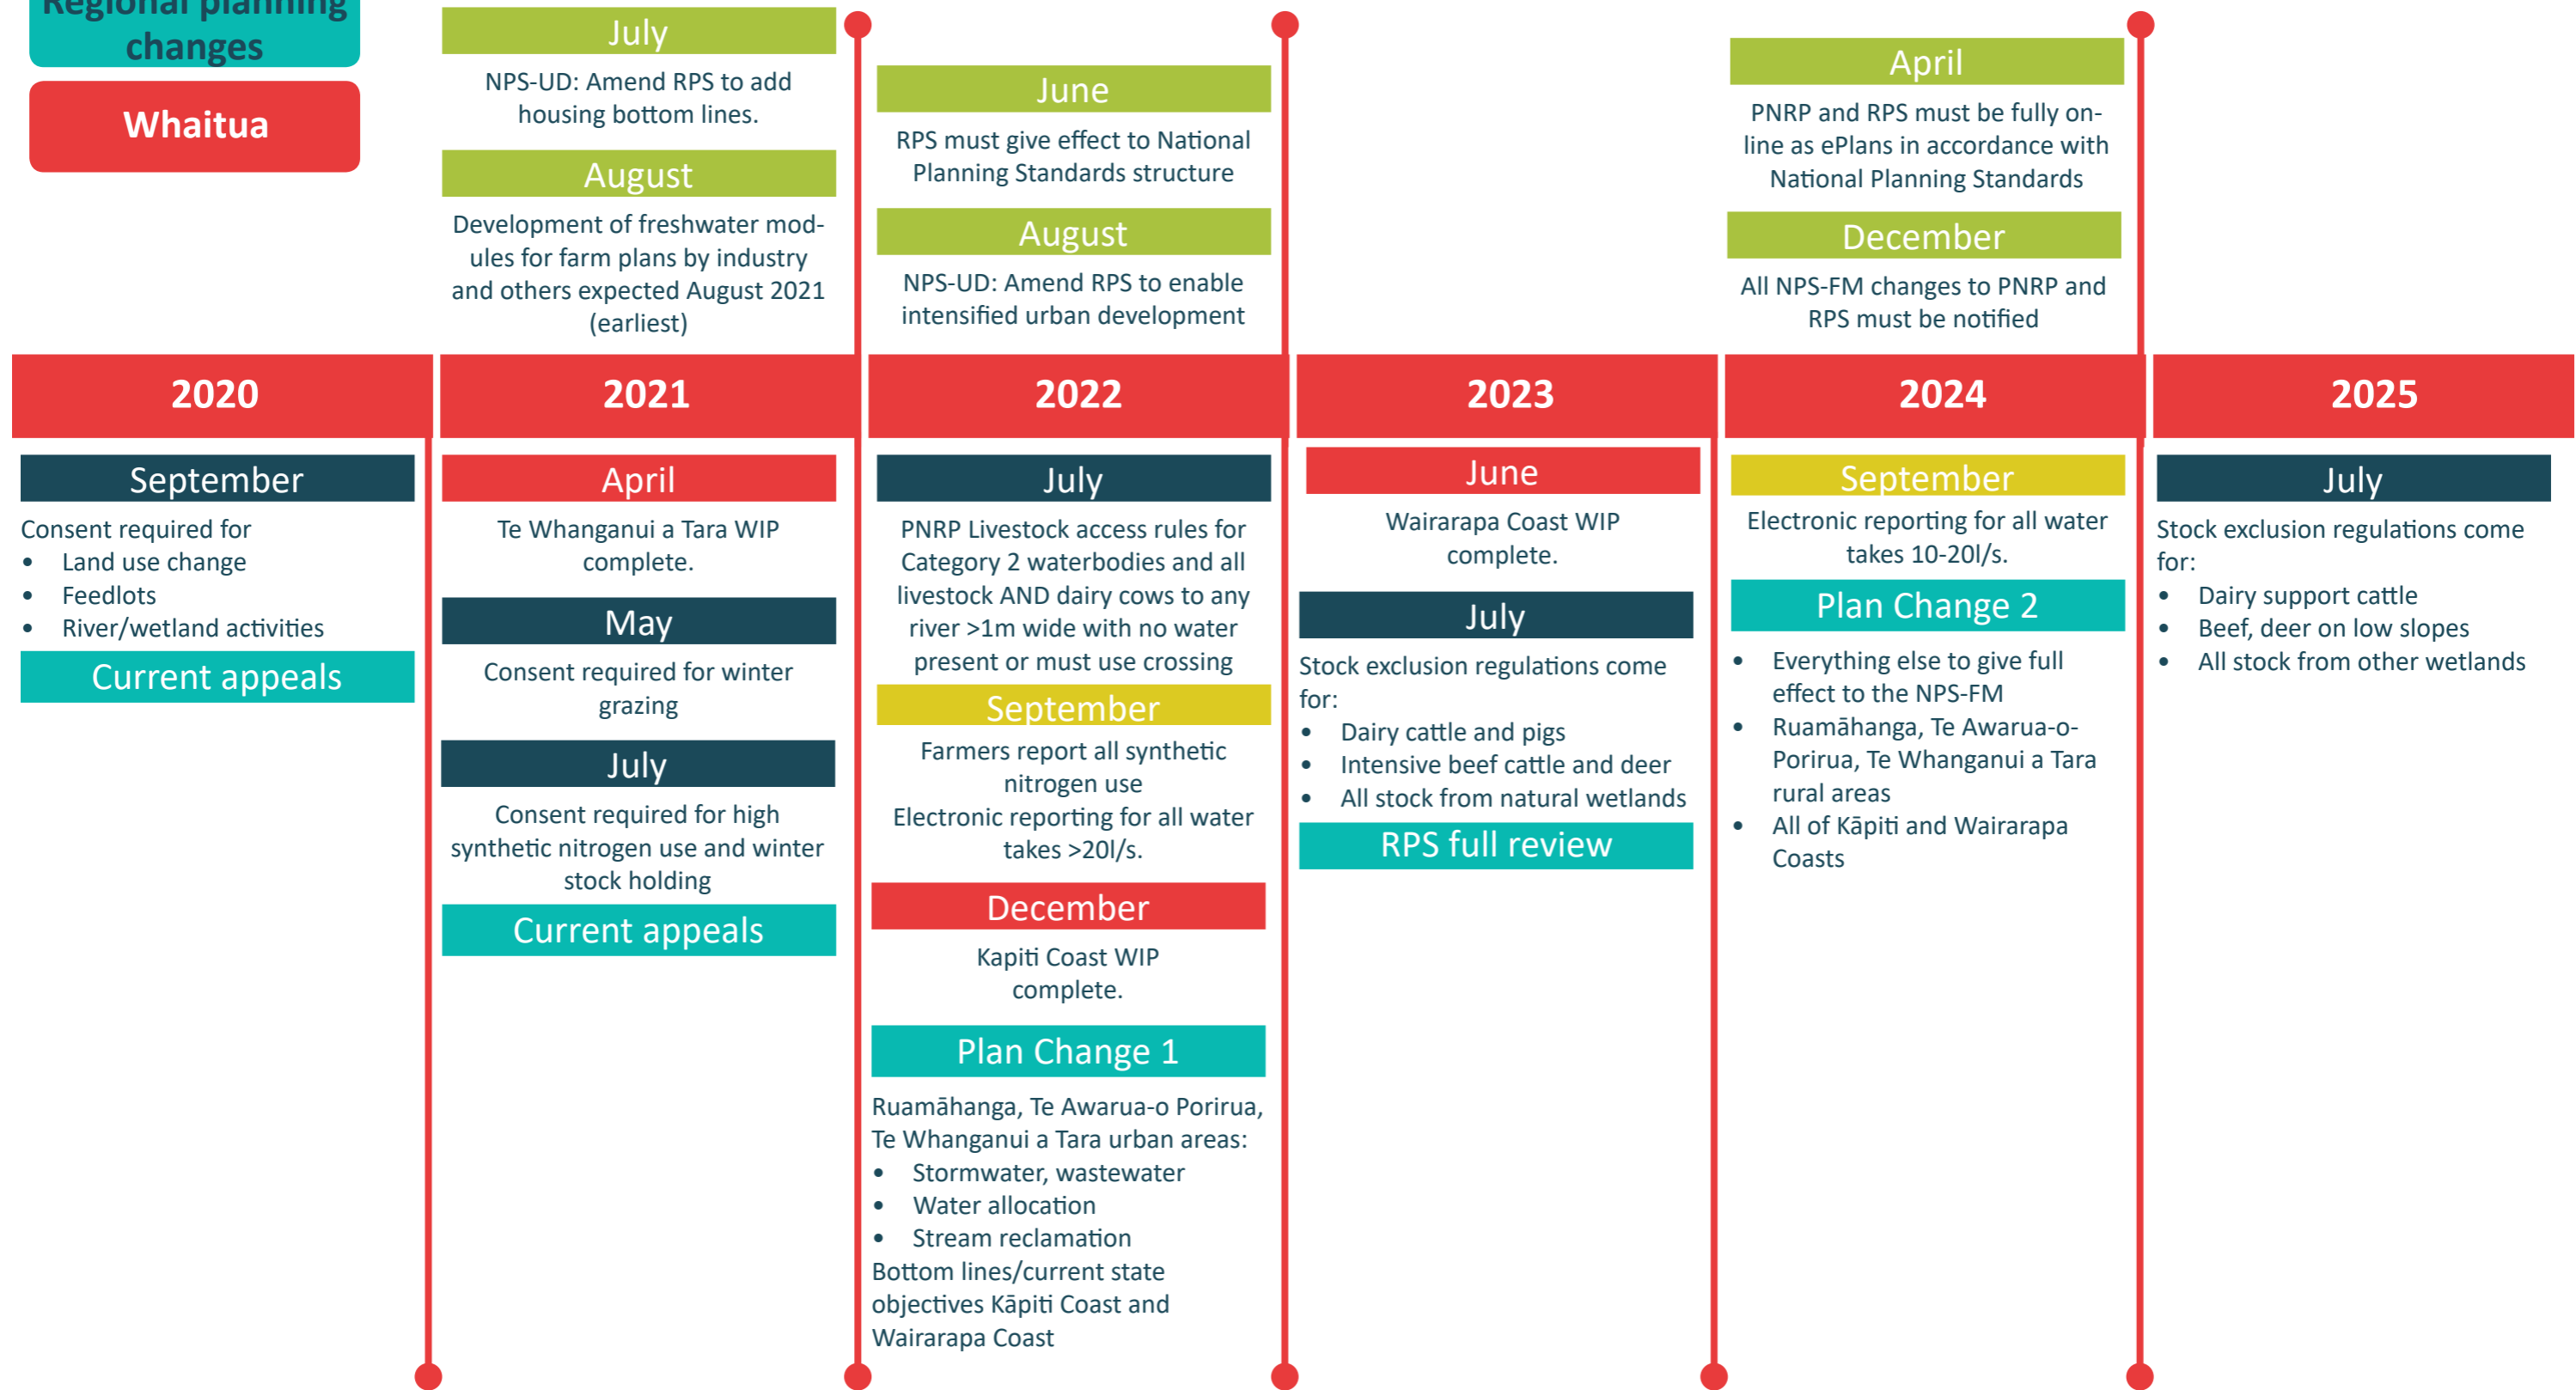 Regional planning
changes
Whaitua
July
NPS-UD: Amend RPS to add
housing bottom lines.
August
Development of freshwater mod-
ules for farm plans by industry
and others expected August 2021
(earliest)
June
RPS must give effect to National
Planning Standards structure
August
NPS-UD: Amend RPS to enable
intensified urban development
April
PNRP and RPS must be fully on-
line as ePlans in accordance with
National Planning Standards
December
All NPS-FM changes to PNRP and
RPS must be notified
2020
2021
2022
2023
2024
2025
September
Consent required for
• Land use change
• Feedlots
• River/wetland activities
Current appeals
April
Te Whanganui a Tara WIP
complete.
May
Consent required for winter
grazing
July
Consent required for high
synthetic nitrogen use and winter
stock holding
Current appeals
July
PNRP Livestock access rules for
Category 2 waterbodies and all
livestock AND dairy cows to any
river >1m wide with no water
present or must use crossing
September
Farmers report all synthetic
nitrogen use
Electronic reporting for all water
takes >20l/s.
December
Kapiti Coast WIP
complete.
Plan Change 1
Ruamāhanga, Te Awarua-o Porirua,
Te Whanganui a Tara urban areas:
• Stormwater, wastewater
• Water allocation
• Stream reclamation
Bottom lines/current state
objectives Kāpiti Coast and
Wairarapa Coast
June
Wairarapa Coast WIP
complete.
July
Stock exclusion regulations come
for:
• Dairy cattle and pigs
• Intensive beef cattle and deer
• All stock from natural wetlands
RPS full review
September
Electronic reporting for all water
takes 10-20l/s.
Plan Change 2
• Everything else to give full
effect to the NPS-FM
• Ruamāhanga, Te Awarua-o-
Porirua, Te Whanganui a Tara
rural areas
• All of Kāpiti and Wairarapa
Coasts
July
Stock exclusion regulations come
for:
• Dairy support cattle
• Beef, deer on low slopes
• All stock from other wetlands